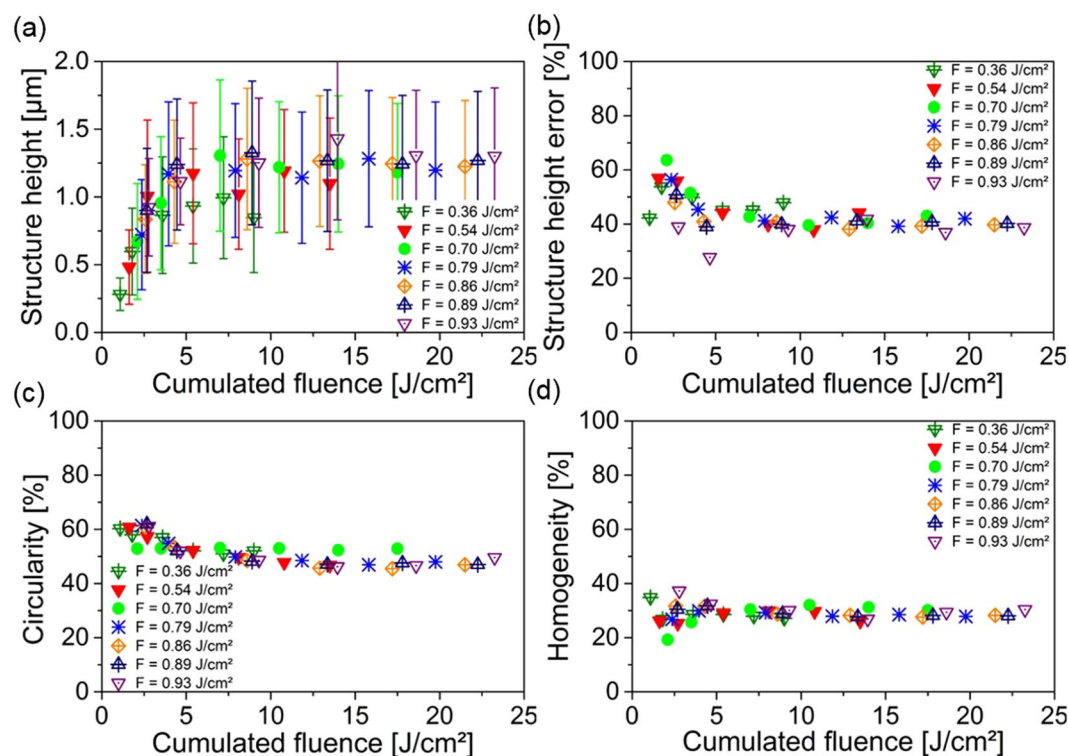 (a)
Structure height [µm]
2.0
1.5
1.0
0.5
0.0
F = 0.36 J/cm²
F = 0.54 J/cm²
F = 0.70 J/cm²
F = 0.79 J/cm²
F = 0.86 J/cm²
F = 0.89 J/cm²
F = 0.93 J/cm²
0 5 10 15 20 25
Cumulated fluence [J/cm²]
(b)
Structure height error [%]
100
80
60
40
20
0
F = 0.36 J/cm²
F = 0.54 J/cm²
F = 0.70 J/cm²
F = 0.79 J/cm²
F = 0.86 J/cm²
F = 0.89 J/cm²
F = 0.93 J/cm²
0 5 10 15 20 25
Cumulated fluence [J/cm²]
(c)
Circularity [%]
100
80
60
40
20
0
F = 0.36 J/cm²
F = 0.54 J/cm²
F = 0.70 J/cm²
F = 0.79 J/cm²
F = 0.86 J/cm²
F = 0.89 J/cm²
F = 0.93 J/cm²
0 5 10 15 20 25
Cumulated fluence [J/cm²]
(d)
Homogeneity [%]
100
80
60
40
20
0
F = 0.36 J/cm²
F = 0.54 J/cm²
F = 0.70 J/cm²
F = 0.79 J/cm²
F = 0.86 J/cm²
F = 0.89 J/cm²
F = 0.93 J/cm²
0 5 10 15 20 25
Cumulated fluence [J/cm²]